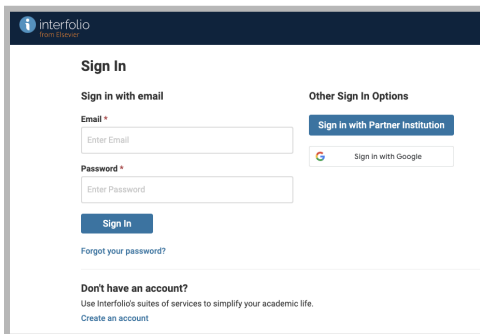 interfolio
from Elsevier
Sign In
Sign in with email
Email *
Enter Email
Password *
Enter Password
Sign In
Forgot your password?
Other Sign In Options
Sign in with Partner Institution
G Sign in with Google
Don't have an account?
Use Interfolio's suites of services to simplify your academic life.
Create an account